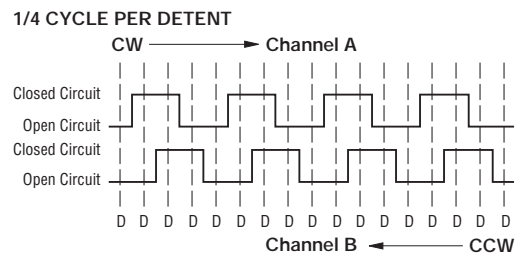 1/4 CYCLE PER DETENT
CW Channel A
Closed Circuit
Open Circuit
Closed Circuit
Open Circuit
D D D D D D D D D D D D D D D D D
Channel B CCW